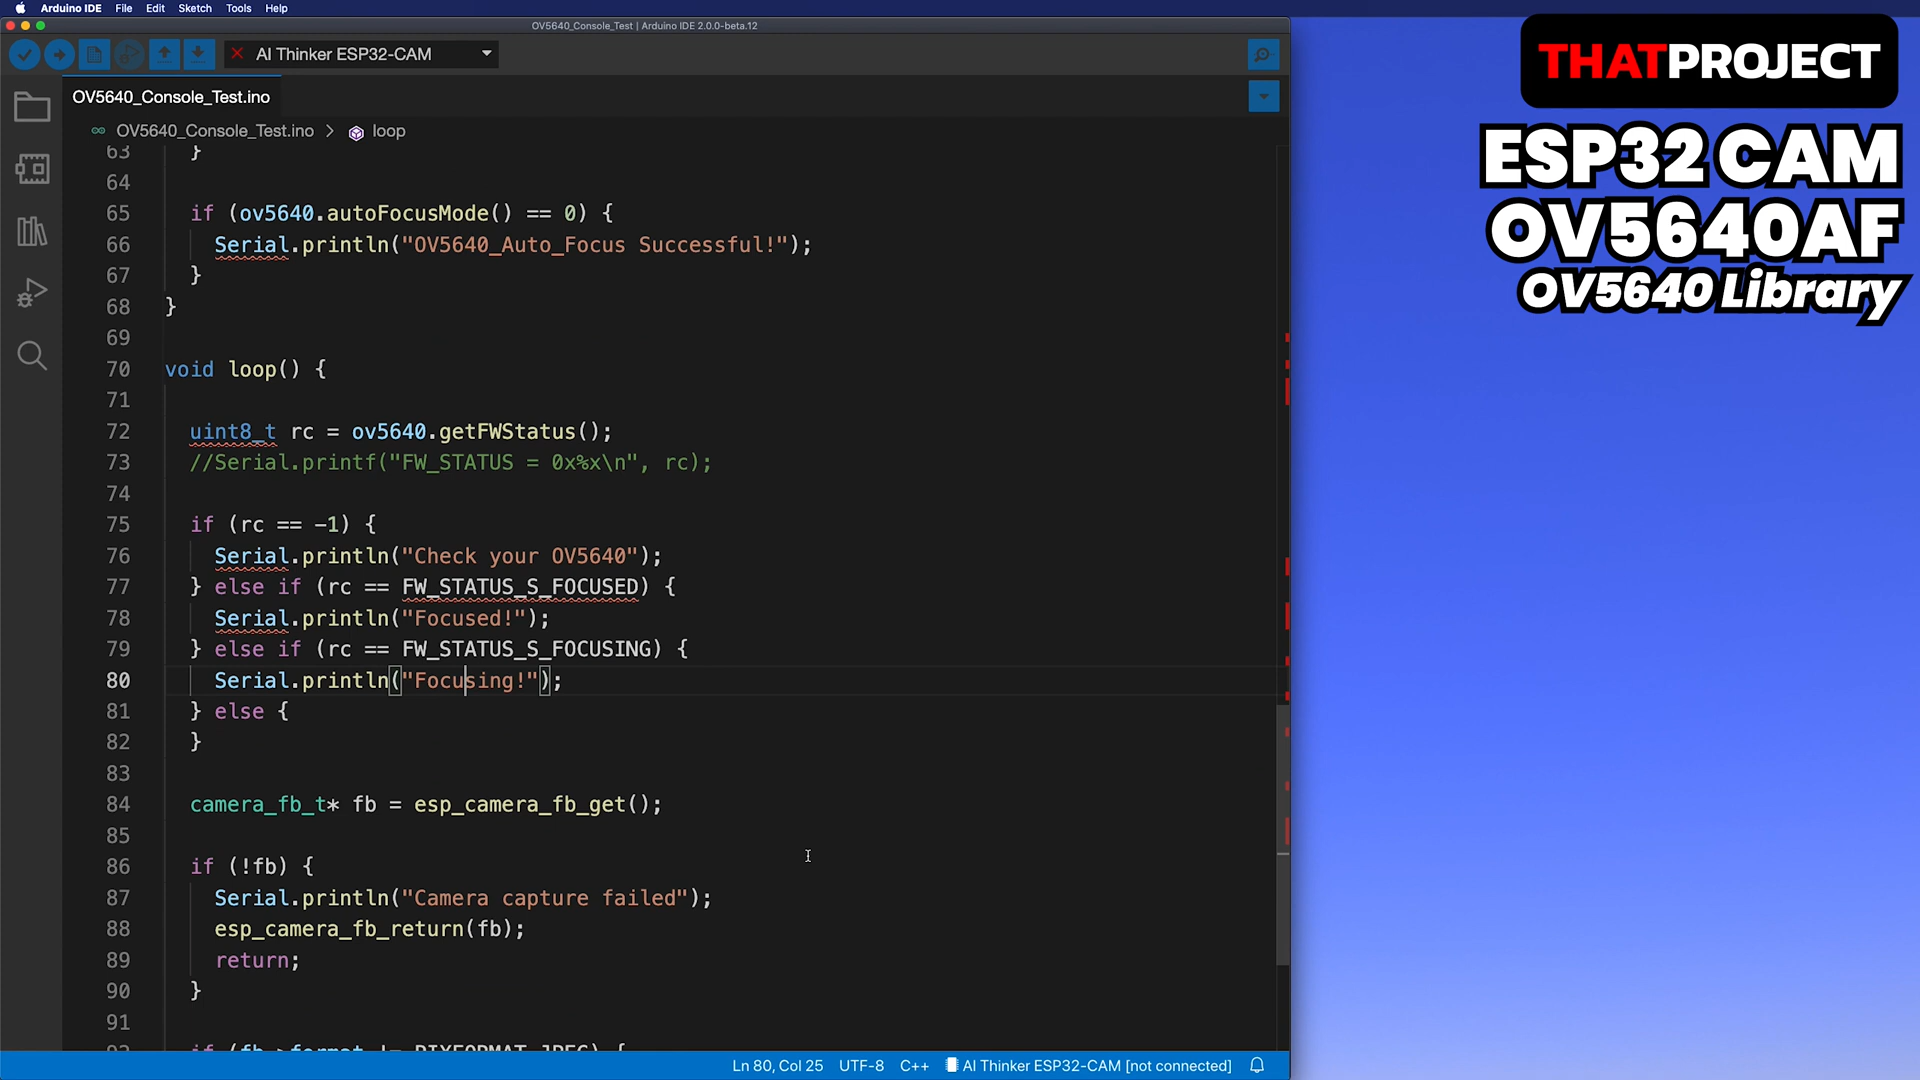 Arduino IDE File Edit Sketch Tools Help
OV5640_Console_Test | Arduino IDE 2.0.0-beta.12
AI Thinker ESP32-CAM
OV5640_Console_Test.ino
OV5640_Console_Test.ino > loop
63 }
64
65 if (ov5640.autoFocusMode() == 0) {
66 Serial.println("OV5640_Auto_Focus Successful!");
67 }
68 }
69
70 void loop() {
71
72 uint8_t rc = ov5640.getFWStatus();
73 //Serial.printf("FW_STATUS = 0x%x\n", rc);
74
75 if (rc == -1) {
76 Serial.println("Check your OV5640");
77 } else if (rc == FW_STATUS_S_FOCUSED) {
78 Serial.println("Focused!");
79 } else if (rc == FW_STATUS_S_FOCUSING) {
80 Serial.println("Focusing!");
81 } else {
82 }
83
84 camera_fb_t* fb = esp_camera_fb_get();
85
86 if (!fb) {
87 Serial.println("Camera capture failed");
88 esp_camera_fb_return(fb);
89 return;
90 }
91
92 if (fb->format != PIXFORMAT_JPEG) {
Ln 80, Col 25 UTF-8 C++ AI Thinker ESP32-CAM [not connected]
THATPROJECT
ESP32 CAM
OV5640AF
OV5640 Library